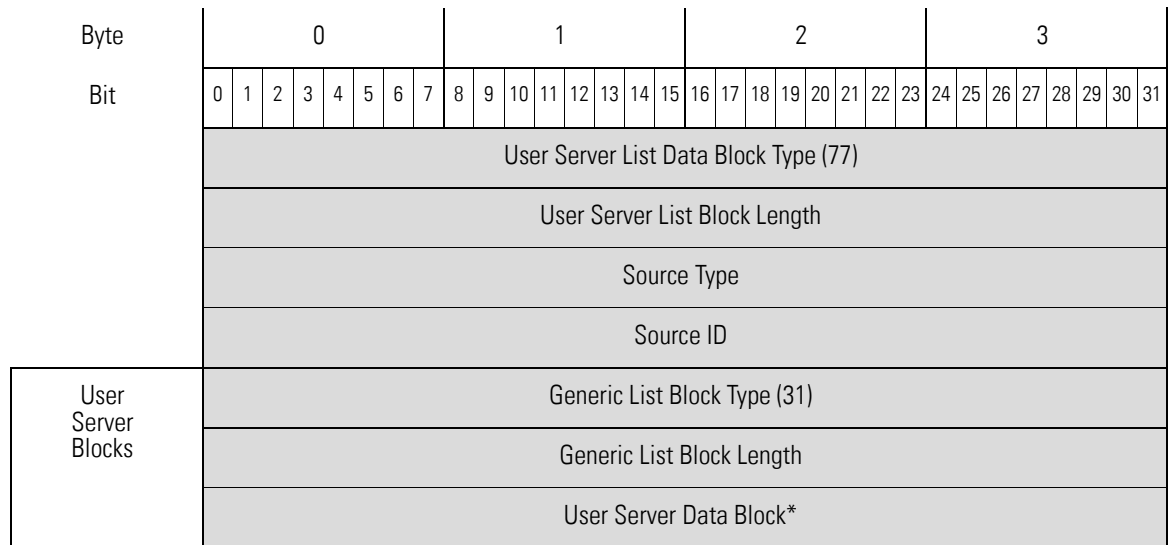 Byte 0 1 2 3
Bit 0 1 2 3 4 5 6 7 8 9 10 11 12 13 14 15 16 17 18 19 20 21 22 23 24 25 26 27 28 29 30 31
User Server List Data Block Type (77)
User Server List Block Length
Source Type
Source ID
User
Server
Blocks
Generic List Block Type (31)
Generic List Block Length
User Server Data Block*